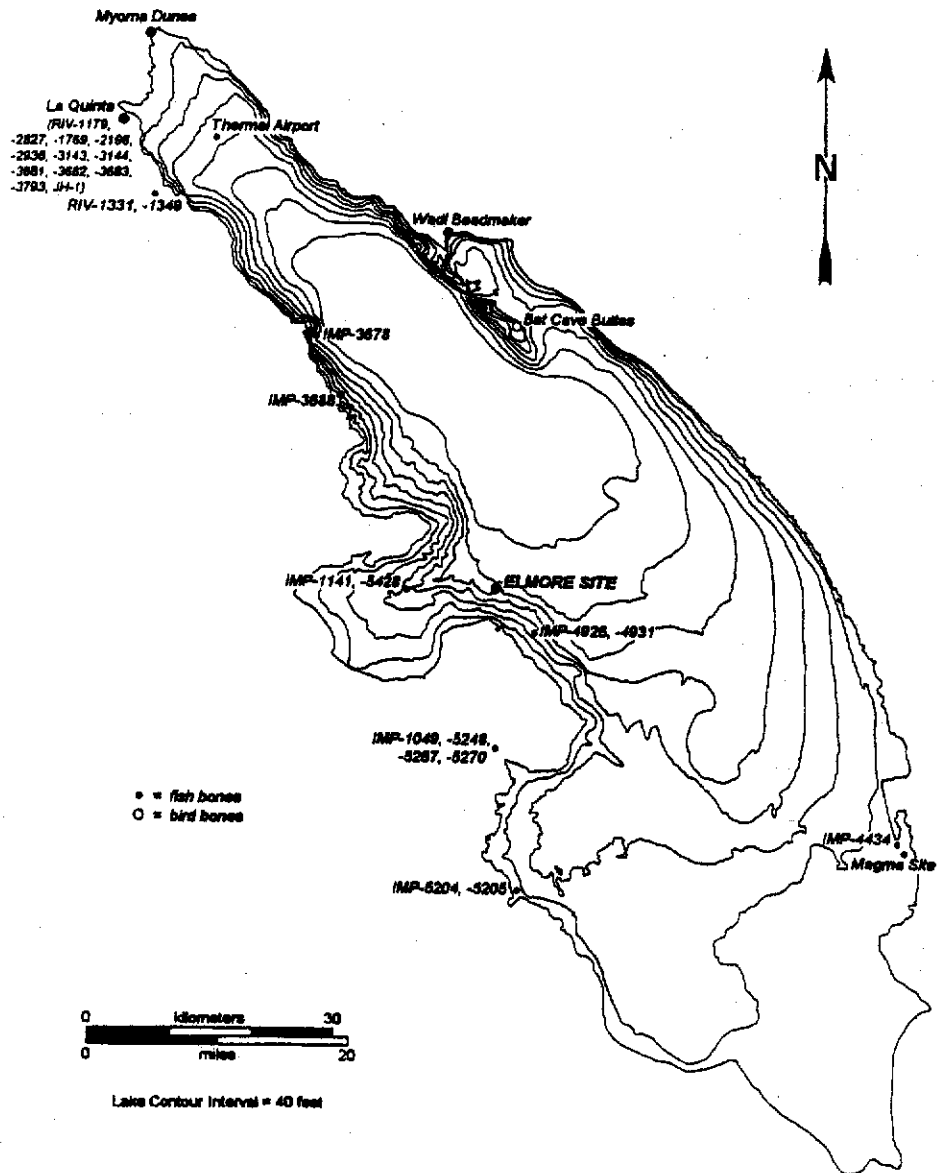 Myoma Dunes
La Quinta
(RIV-1179,
-2827, -1769, -2196,
-2936, -3143, -3144,
-3681, -3682, -3683,
-3793, JH-1)
Thermal Airport
RIV-1331, -1349
Wadi Beadmaker
N
Bat Cave Buttes
IMP-3678
IMP-3688
IMP-1141, -5428
ELMORE SITE
IMP-4926, -4931
IMP-1049, -5248,
-5267, -5270
• = fish bones
O = bird bones
IMP-4434
Magma Site
IMP-5204, -5205
0 kilometers 30
0 miles 20
Lake Contour Interval = 40 feet